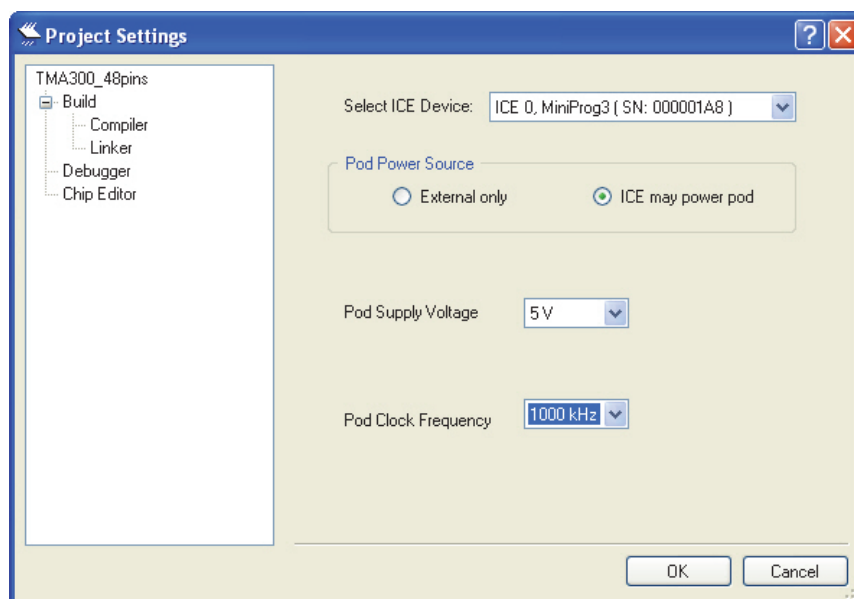 Project Settings
TMA300_48pins
Build
Compiler
Linker
Debugger
Chip Editor
Select ICE Device: ICE 0, MiniProg3 ( SN: 000001A8 )
Pod Power Source
External only ICE may power pod
Pod Supply Voltage 5 V
Pod Clock Frequency 1000 kHz
OK Cancel